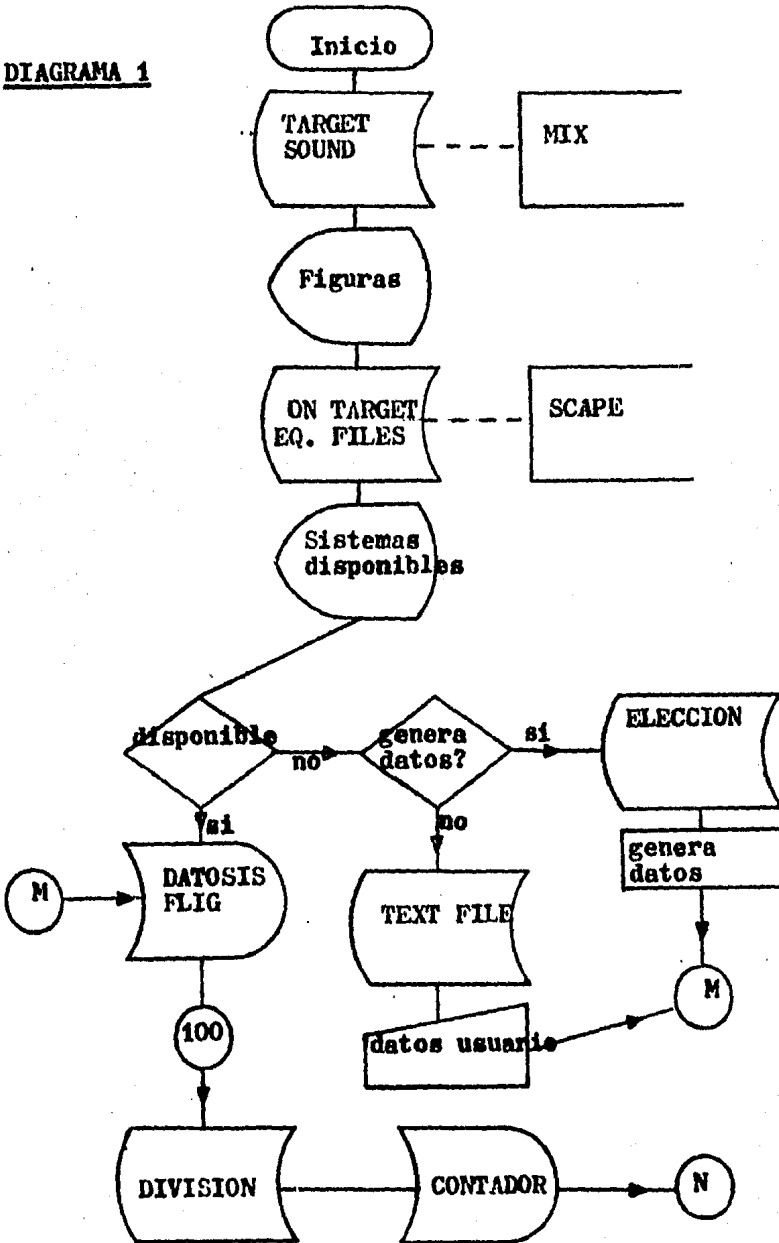 Inicio
DIAGRAMA 1
TARGET
SOUND
MIX
Figuras
ON TARGET
EQ. FILES
SCAPE
Sistemas
disponibles
disponible
no
genera
datos?
si
ELECCION
si
no
genera
datos
M
DATOSIS
FLIG
TEXT FILE
M
100
datos usuario
DIVISION
CONTADOR
N